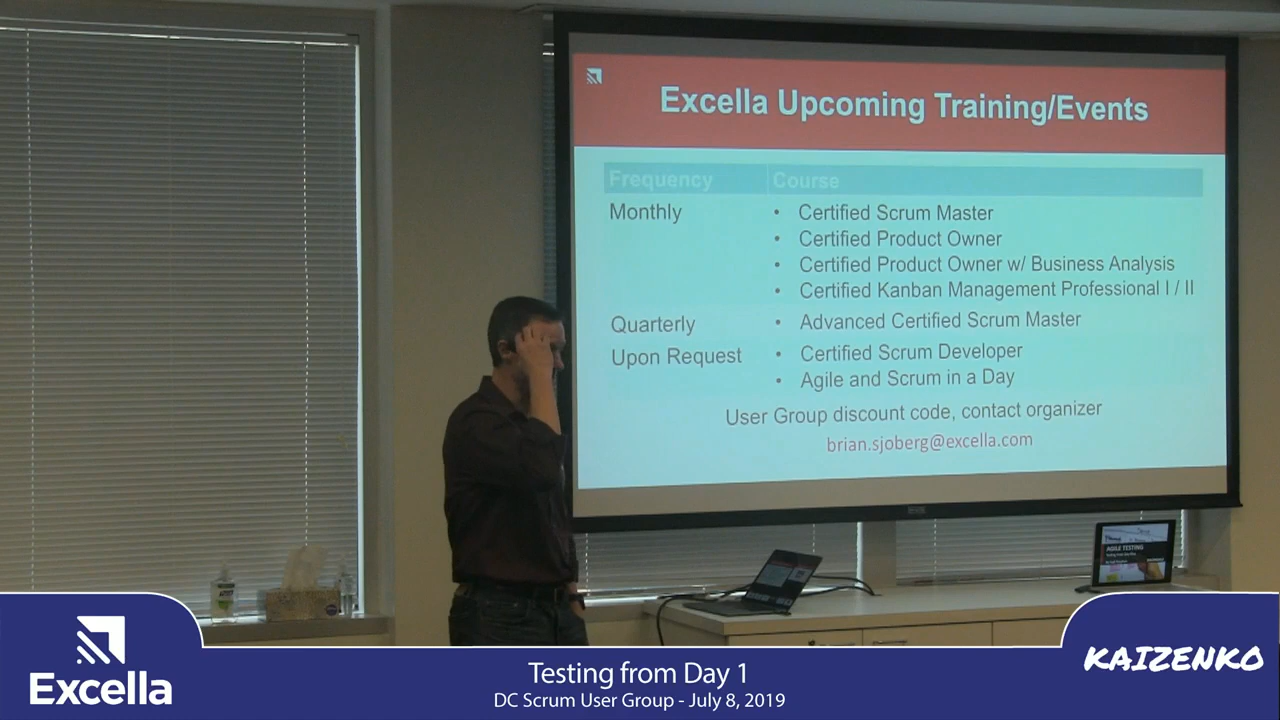 Excella Upcoming Training/Events
Frequency Course
Monthly • Certified Scrum Master
• Certified Product Owner
• Certified Product Owner w/ Business Analysis
• Certified Kanban Management Professional I / II
Quarterly • Advanced Certified Scrum Master
Upon Request • Certified Scrum Developer
• Agile and Scrum in a Day
User Group discount code, contact organizer
brian.sjoberg@excella.com
AGILE TESTING
Excella
Testing from Day 1
DC Scrum User Group - July 8, 2019
KAIZENKO